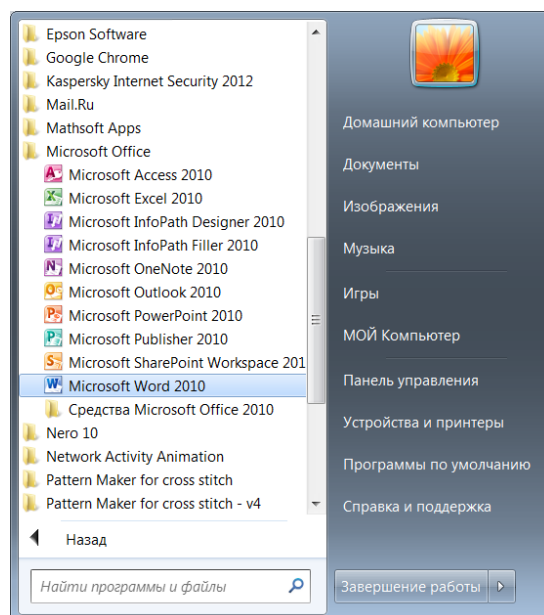 Epson Software
Google Chrome
Kaspersky Internet Security 2012
Mail.Ru
Mathsoft Apps
Microsoft Office
Microsoft Access 2010
Microsoft Excel 2010
Microsoft InfoPath Designer 2010
Microsoft InfoPath Filler 2010
Microsoft OneNote 2010
Microsoft Outlook 2010
Microsoft PowerPoint 2010
Microsoft Publisher 2010
Microsoft SharePoint Workspace 201
Microsoft Word 2010
Средства Microsoft Office 2010
Nero 10
Network Activity Animation
Pattern Maker for cross stitch
Pattern Maker for cross stitch - v4
Назад
Найти программы и файлы
Домашний компьютер
Документы
Изображения
Музыка
Игры
МОЙ Компьютер
Панель управления
Устройства и принтеры
Программы по умолчанию
Справка и поддержка
Завершение работы